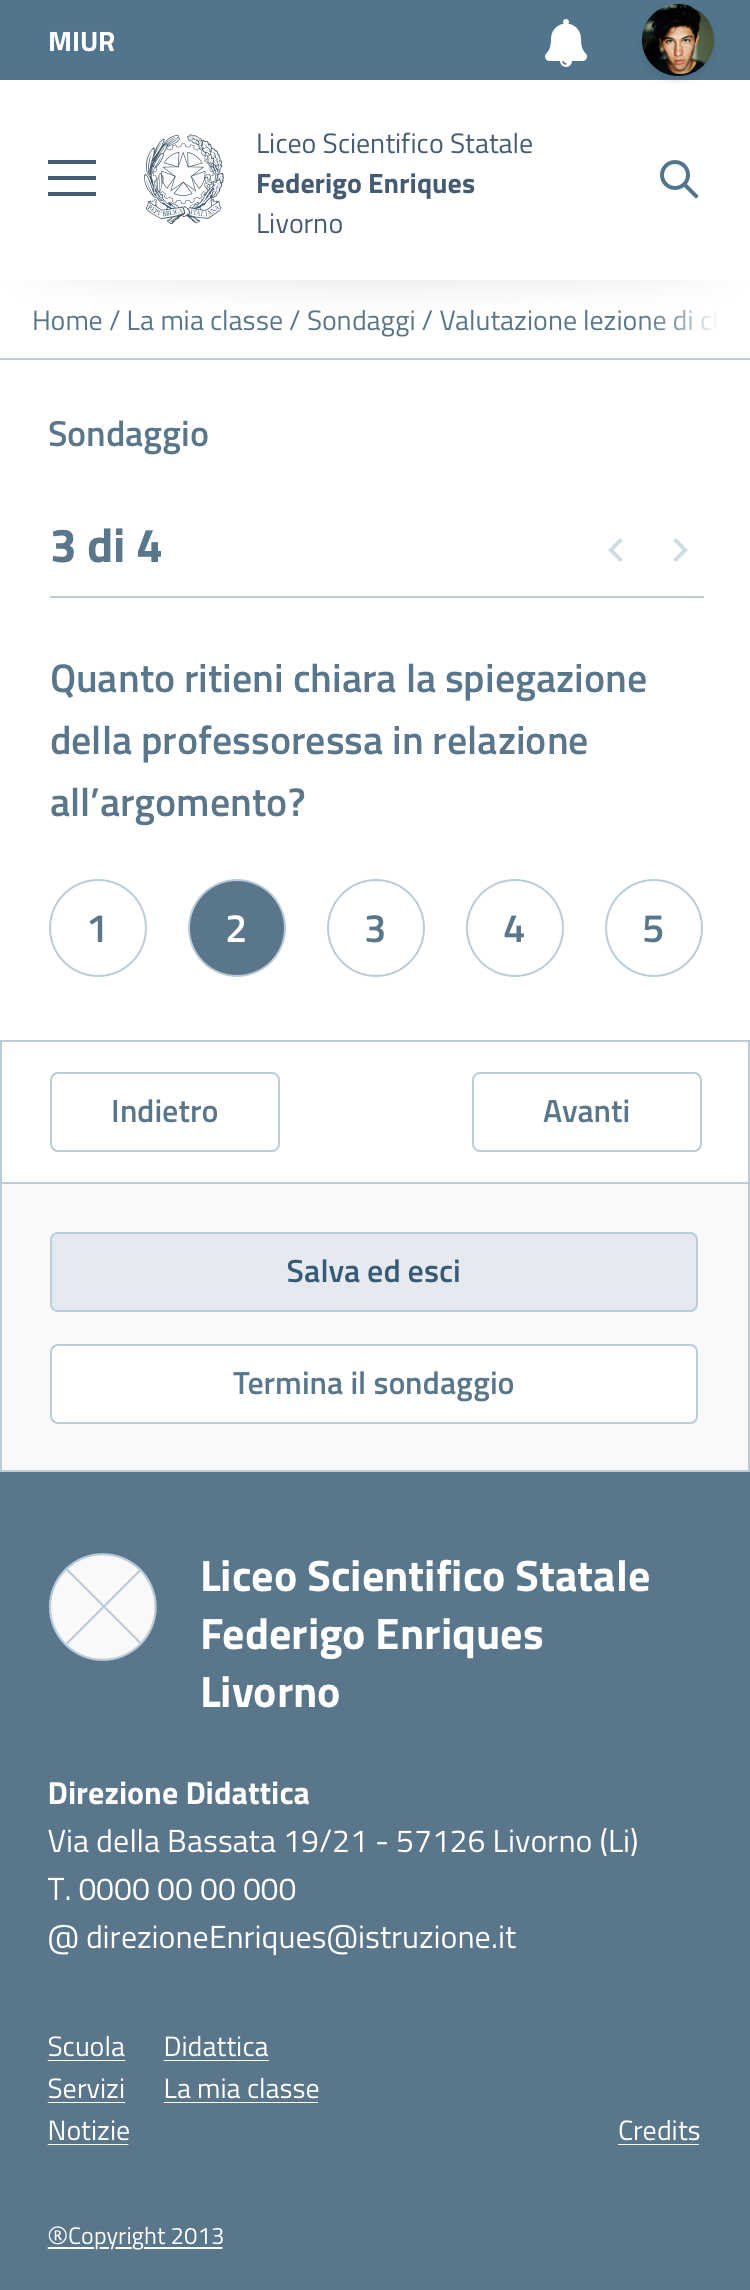 MIUR
Liceo Scientifico Statale
Federigo Enriques
Livorno
REPVBBLICA ITALIANA
Home / La mia classe / Sondaggi / Valutazione lezione di
Sondaggio
3 di 4
Quanto ritieni chiara la spiegazione
della professoressa in relazione
all’argomento?
1 2 3 4 5
Indietro Avanti
Salva ed esci
Termina il sondaggio
Liceo Scientifico Statale
Federigo Enriques
Livorno
Direzione Didattica
Via della Bassata 19/21 - 57126 Livorno (Li)
T. 0000 00 00 000
@ direzioneEnriques@istruzione.it
Scuola Didattica
Servizi La mia classe
Notizie Credits
®Copyright 2013